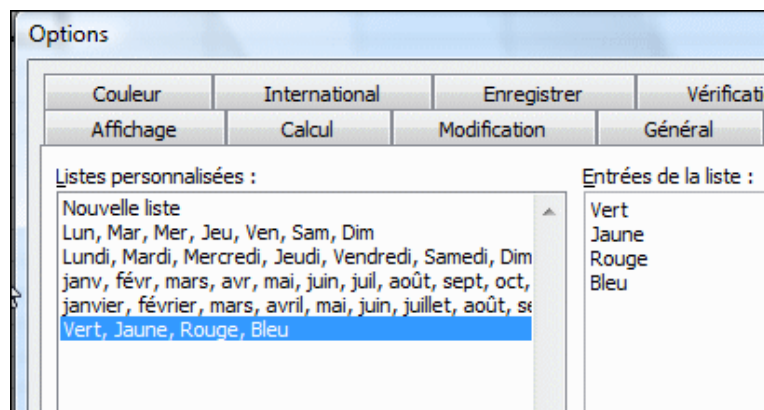 Options
Couleur International Enregistrer Vérificati
Affichage Calcul Modification Général
Listes personnalisées : Entrées de la liste :
Nouvelle liste
Lun, Mar, Mer, Jeu, Ven, Sam, Dim
Lundi, Mardi, Mercredi, Jeudi, Vendredi, Samedi, Dim
janv, févr, mars, avr, mai, juin, juil, août, sept, oct,
janvier, février, mars, avril, mai, juin, juillet, août, se
Vert, Jaune, Rouge, Bleu
Vert
Jaune
Rouge
Bleu